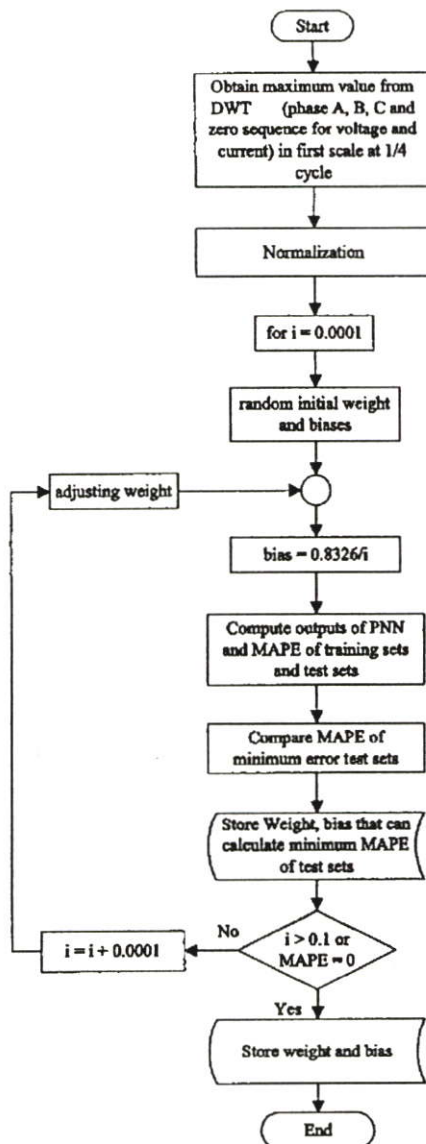 Start
Obtain maximum value from
DWT (phase A, B, C and
zero sequence for voltage and
current) in first scale at 1/4
cycle
Normalization
for i = 0.0001
random initial weight
and biases
adjusting weight
bias = 0.8326/i
Compute outputs of PNN
and MAPE of training sets
and test sets
Compare MAPE of
minimum error test sets
Store Weight, bias that can
calculate minimum MAPE
of test sets
i > 0.1 or
MAPE = 0
No
i = i + 0.0001
Yes
Store weight and bias
End